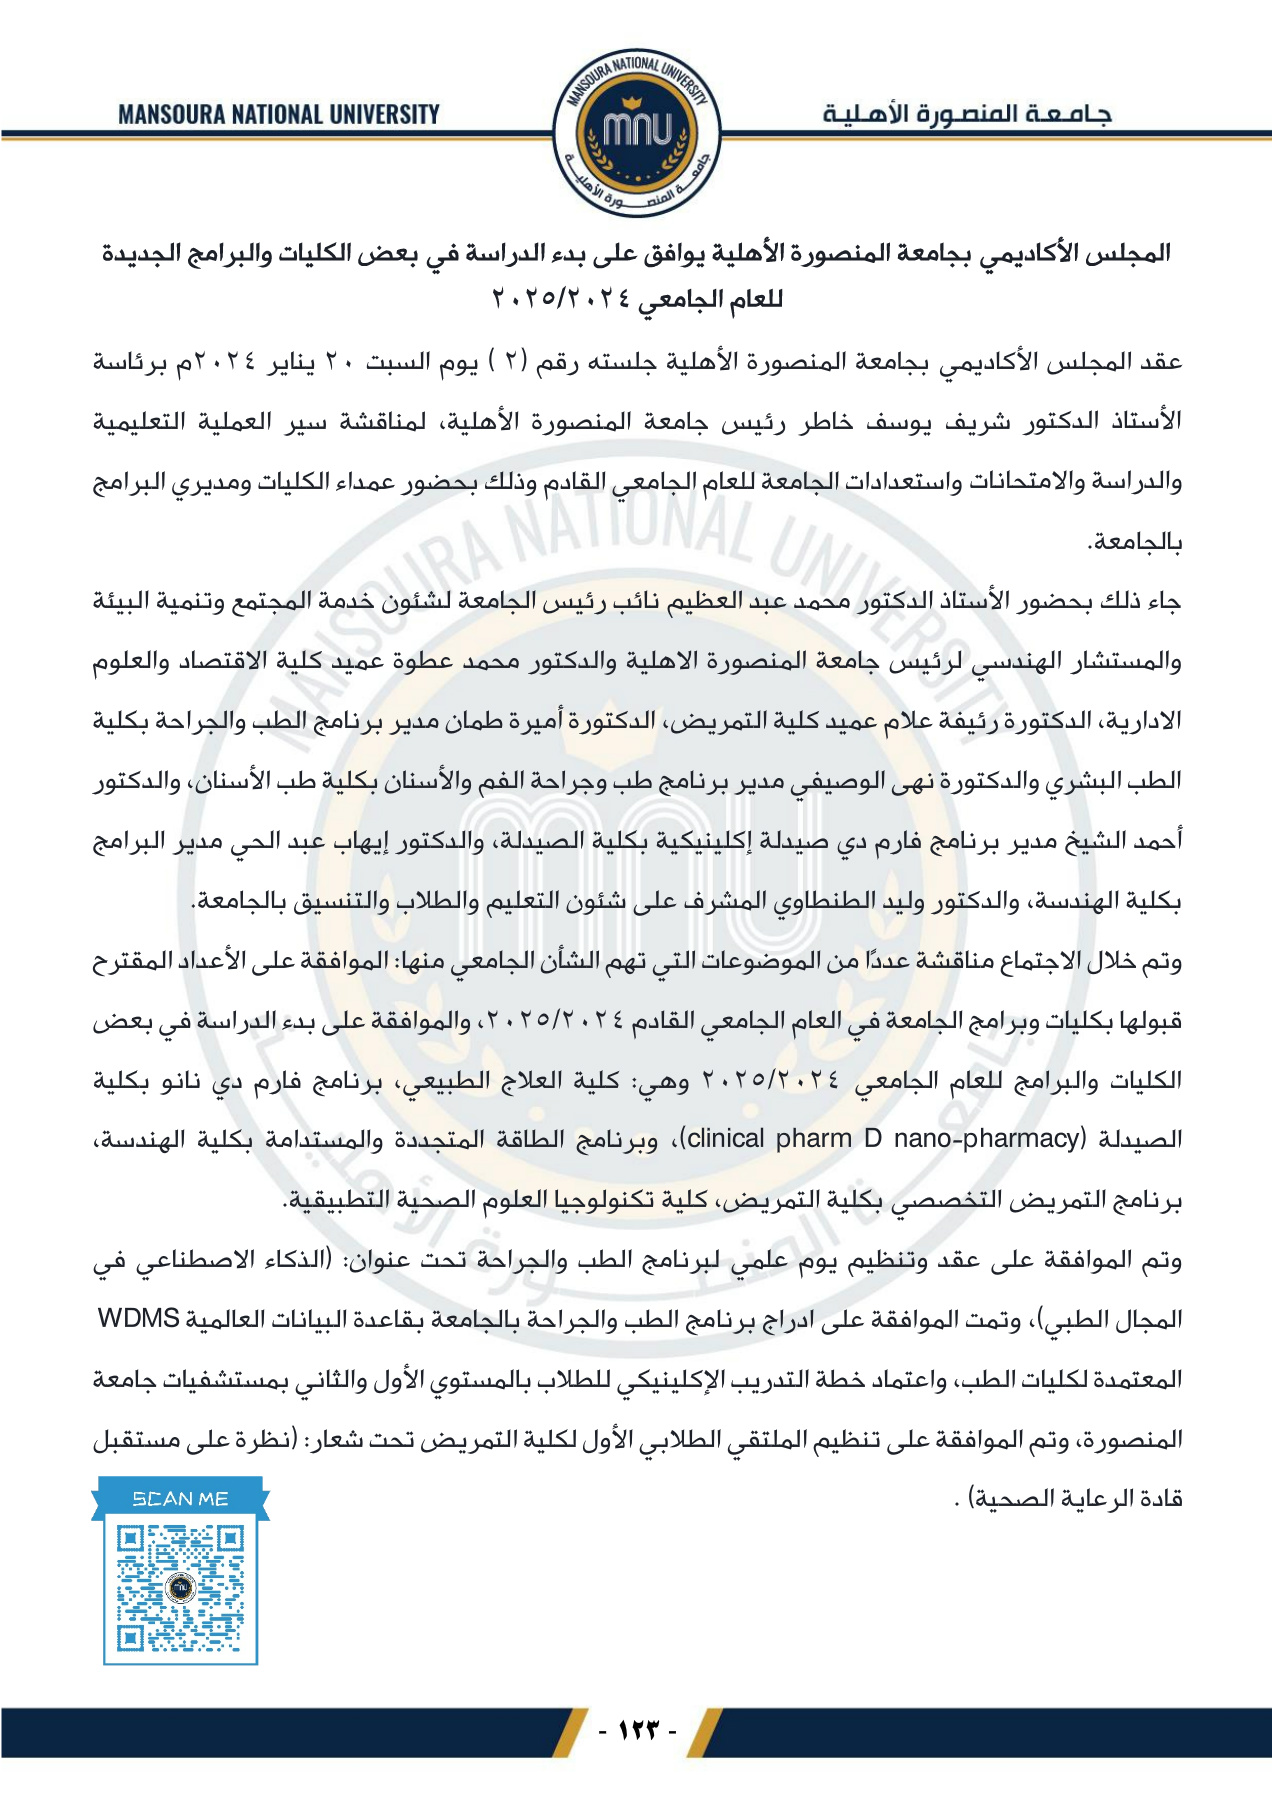 MANSOURA NATIONAL UNIVERSITY
MANSOURA NATIONAL UNIVERSITY
mnu
جامعة المنصورة الأهلية
جامعة المنصورة الأهلية
المجلس الأكاديمي بجامعة المنصورة الأهلية يوافق على بدء الدراسة في بعض الكليات والبرامج الجديدة
للعام الجامعي ٢٠٢٥/٢٠٢٤
عقد المجلس الأكاديمي بجامعة المنصورة الأهلية جلسته رقم (٢ ) يوم السبت ٢٠ يناير ٢٠٢٤م برئاسة
الأستاذ الدكتور شريف يوسف خاطر رئيس جامعة المنصورة الأهلية، لمناقشة سير العملية التعليمية
والدراسة والامتحانات واستعدادات الجامعة للعام الجامعي القادم وذلك بحضور عمداء الكليات ومديري البرامج
بالجامعة.
جاء ذلك بحضور الأستاذ الدكتور محمد عبد العظيم نائب رئيس الجامعة لشئون خدمة المجتمع وتنمية البيئة
والمستشار الهندسي لرئيس جامعة المنصورة الاهلية والدكتور محمد عطوة عميد كلية الاقتصاد والعلوم
الادارية، الدكتورة رئيفة علام عميد كلية التمريض، الدكتورة أميرة طمان مدير برنامج الطب والجراحة بكلية
الطب البشري والدكتورة نهى الوصيفي مدير برنامج طب وجراحة الفم والأسنان بكلية طب الأسنان، والدكتور
أحمد الشيخ مدير برنامج فارم دي صيدلة إكلينيكية بكلية الصيدلة، والدكتور إيهاب عبد الحي مدير البرامج
بكلية الهندسة، والدكتور وليد الطنطاوي المشرف على شئون التعليم والطلاب والتنسيق بالجامعة.
وتم خلال الاجتماع مناقشة عددًا من الموضوعات التي تهم الشأن الجامعي منها: الموافقة على الأعداد المقترح
قبولها بكليات وبرامج الجامعة في العام الجامعي القادم ٢٠٢٥/٢٠٢٤، والموافقة على بدء الدراسة في بعض
الكليات والبرامج للعام الجامعي ٢٠٢٥/٢٠٢٤ وهي: كلية العلاج الطبيعي، برنامج فارم دي نانو بكلية
الصيدلة (clinical pharm D nano-pharmacy)، وبرنامج الطاقة المتجددة والمستدامة بكلية الهندسة،
برنامج التمريض التخصصي بكلية التمريض، كلية تكنولوجيا العلوم الصحية التطبيقية.
وتم الموافقة على عقد وتنظيم يوم علمي لبرنامج الطب والجراحة تحت عنوان: (الذكاء الاصطناعي في
المجال الطبي)، وتمت الموافقة على ادراج برنامج الطب والجراحة بالجامعة بقاعدة البيانات العالمية WDMS
المعتمدة لكليات الطب، واعتماد خطة التدريب الإكلينيكي للطلاب بالمستوي الأول والثاني بمستشفيات جامعة
المنصورة، وتم الموافقة على تنظيم الملتقي الطلابي الأول لكلية التمريض تحت شعار: (نظرة على مستقبل
قادة الرعاية الصحية) .
SCAN ME
- ١٢٣ -